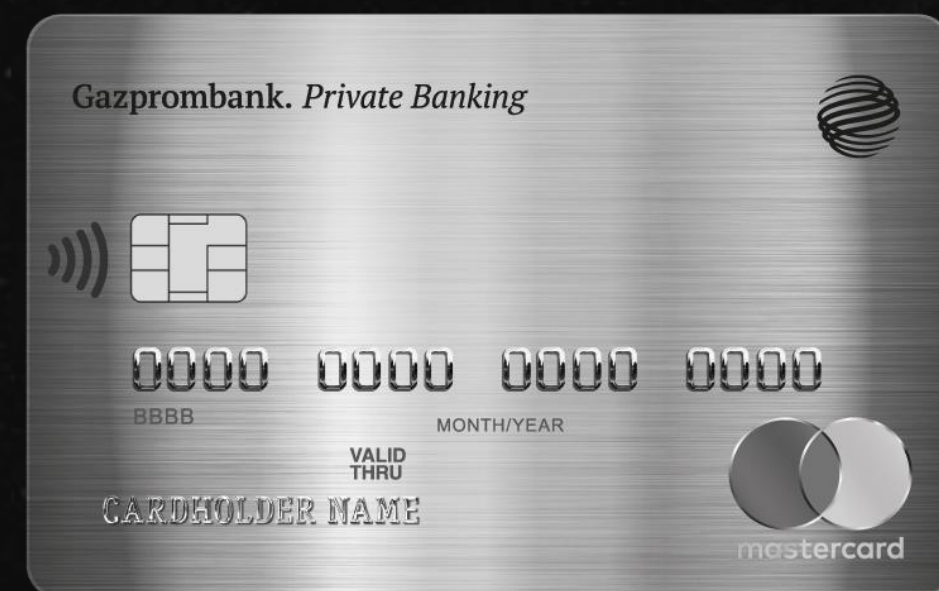 Gazprombank. Private Banking
0000 0000 0000 0000
BBBB
MONTH/YEAR
VALID
THRU
CARDHOLDER NAME
mastercard